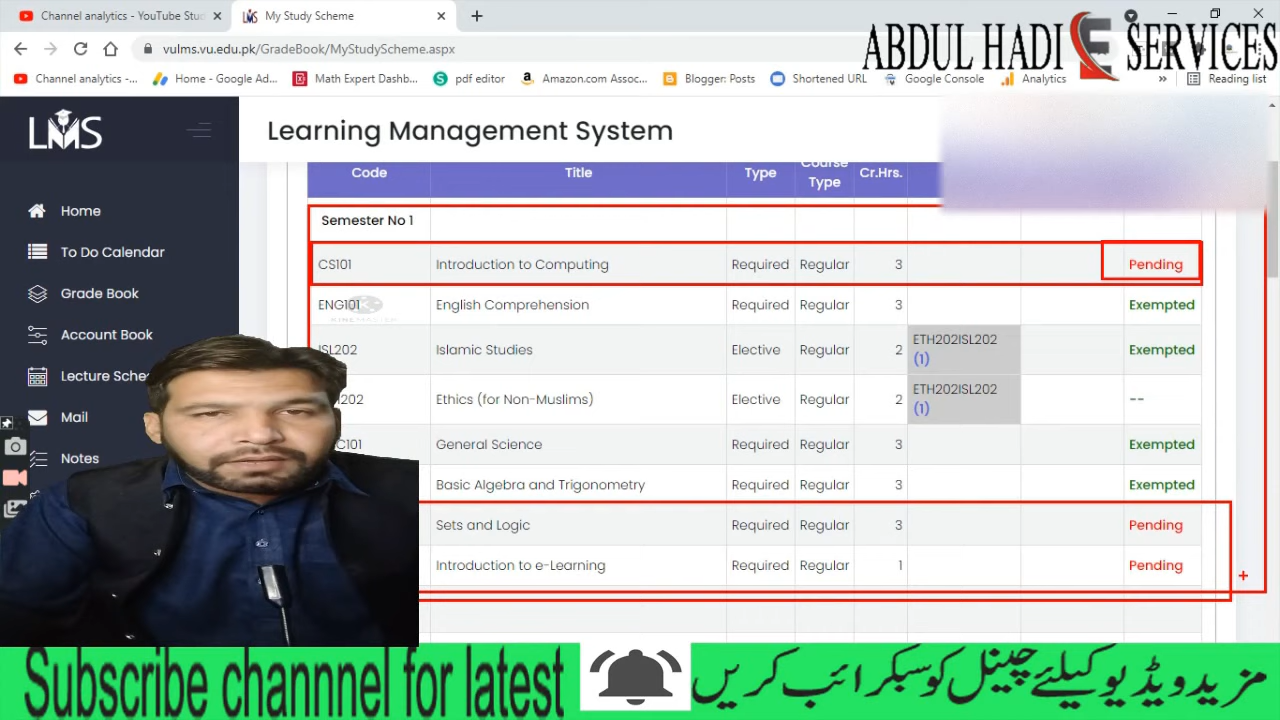 Channel analytics - YouTube Stu
My Study Scheme
ABDUL HADI E SERVICES
vulms.vu.edu.pk/GradeBook/MyStudyScheme.aspx
Channel analytics -...
Home - Google Ad...
Math Expert Dashb...
pdf editor
Amazon.com Assoc...
Blogger: Posts
Shortened URL
Google Console
Analytics
»
Reading list
LMS
Learning Management System
Home
To Do Calendar
Grade Book
Account Book
Lecture Sche
Mail
Notes
Code Title Type Course Type Cr.Hrs.
Semester No 1
CS101 Introduction to Computing Required Regular 3 Pending
ENG101 English Comprehension Required Regular 3 Exempted
ISL202 Islamic Studies Elective Regular 2 ETH202ISL202 (1) Exempted
202 Ethics (for Non-Muslims) Elective Regular 2 ETH202ISL202 (1) --
C101 General Science Required Regular 3 Exempted
Basic Algebra and Trigonometry Required Regular 3 Exempted
Sets and Logic Required Regular 3 Pending
Introduction to e-Learning Required Regular 1 Pending
Subscribe channnel for latest
مزید ویڈیو کیلئے چینل کو سبکرائب کریں